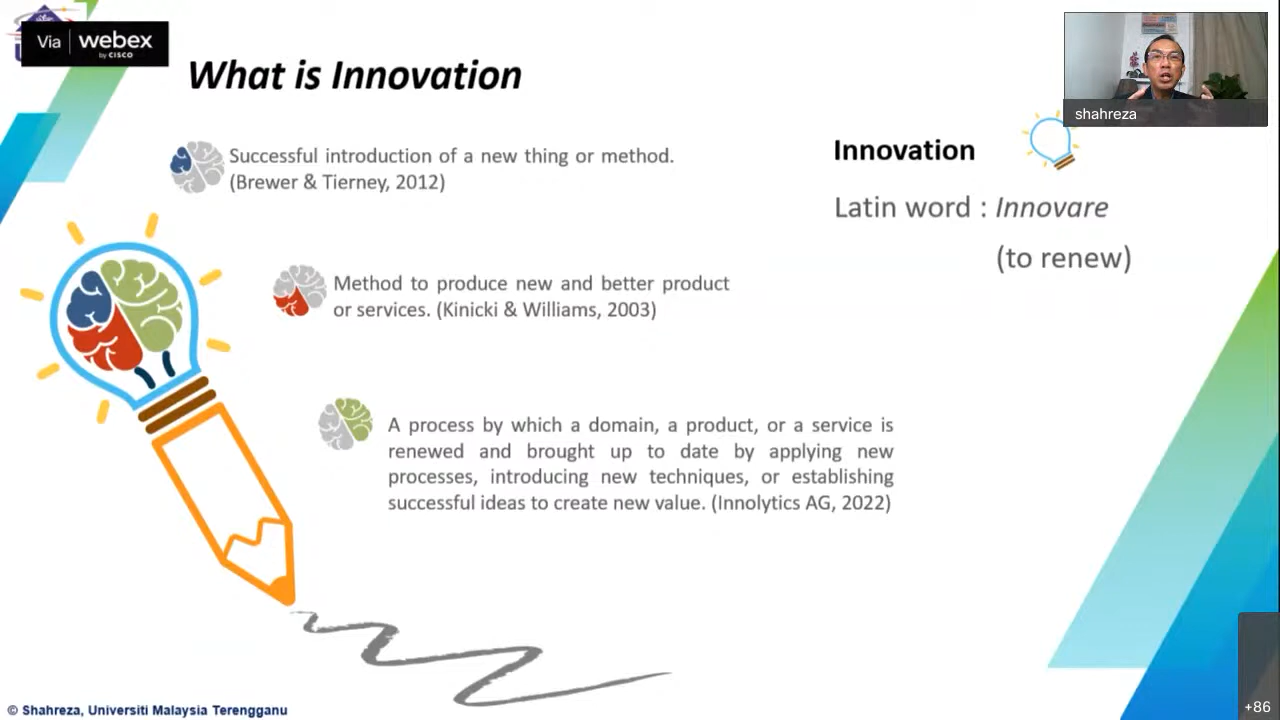 Via webex
by CISCO
What is Innovation
shahreza
Successful introduction of a new thing or method.
(Brewer & Tierney, 2012)
Innovation
Latin word : Innovare
(to renew)
Method to produce new and better product
or services. (Kinicki & Williams, 2003)
A process by which a domain, a product, or a service is
renewed and brought up to date by applying new
processes, introducing new techniques, or establishing
successful ideas to create new value. (Innolytics AG, 2022)
© Shahreza, Universiti Malaysia Terengganu
+86